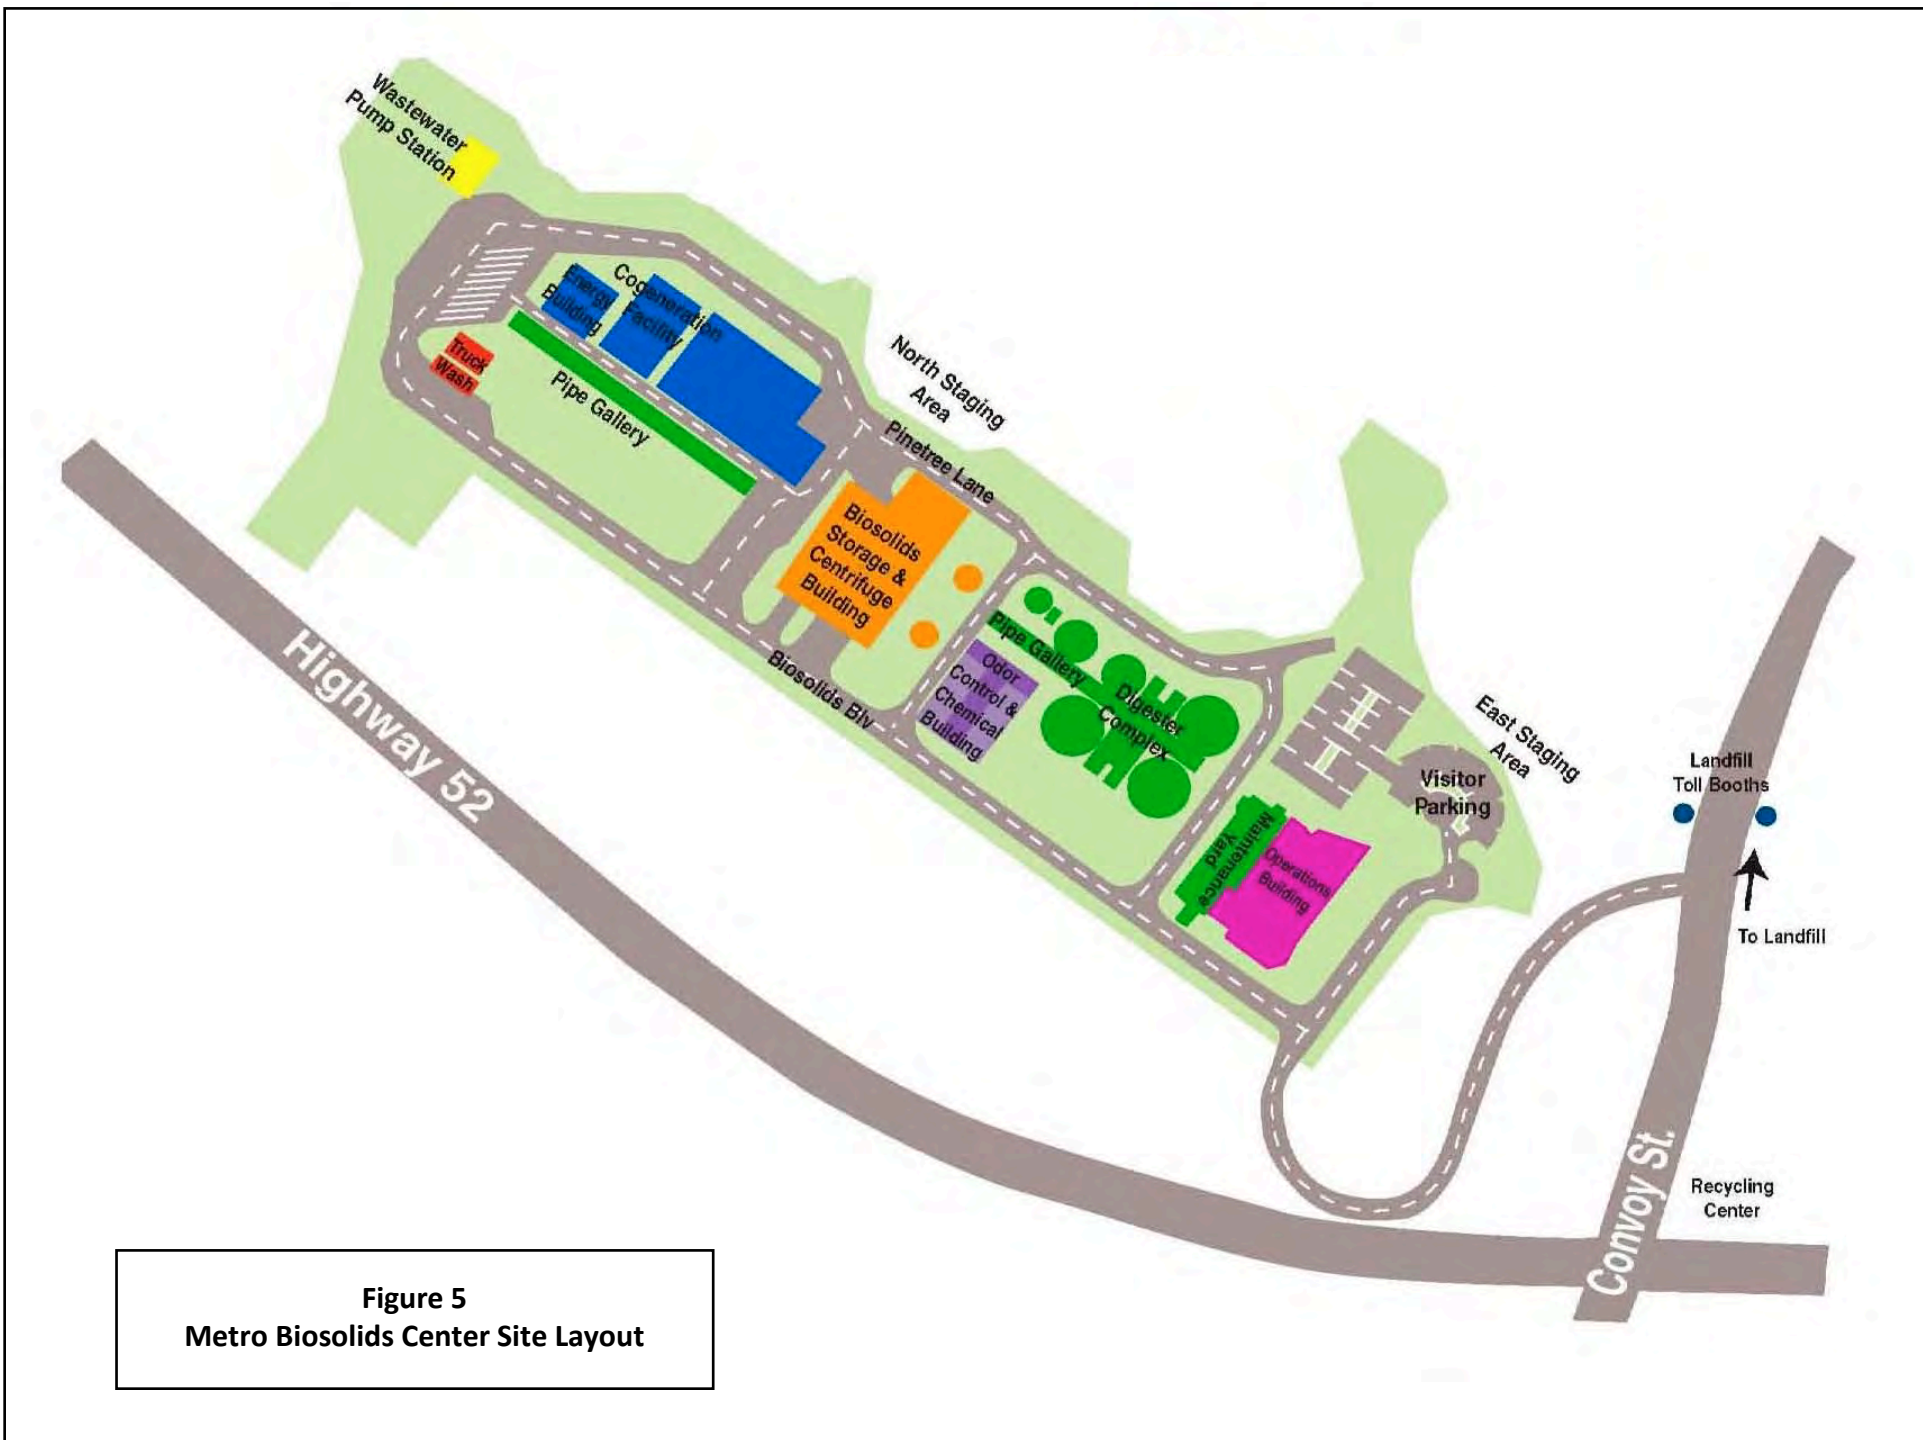 Wastewater
Pump Station
Energy
Building
Cogeneration
Facility
Truck
Wash
Pipe Gallery
North Staging
Area
Pinetree Lane
Biosolids
Storage &
Centrifuge
Building
Pipe Gallery
Odor
Control &
Chemical
Building
Digester
Complex
Biosolids Blv
Highway 52
East Staging
Area
Visitor
Parking
Maintenance
Yard
Operations
Building
Landfill
Toll Booths
To Landfill
Convoy St.
Recycling
Center
Figure 5
Metro Biosolids Center Site Layout